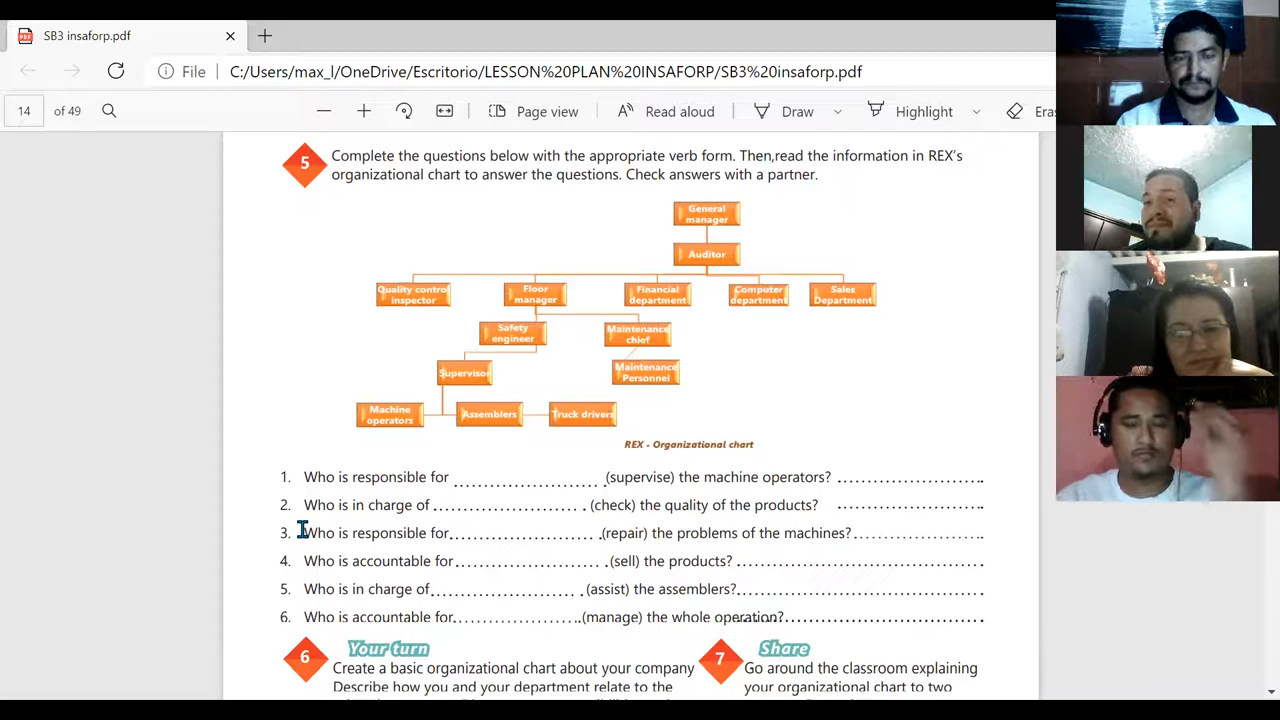 SB3 insaforp.pdf
File C:/Users/max_l/OneDrive/Escritorio/LESSON%20PLAN%20INSAFORP/SB3%20insaforp.pdf
14 of 49 Page view Read aloud Draw Highlight Eras
5 Complete the questions below with the appropriate verb form. Then,read the information in REX's
organizational chart to answer the questions. Check answers with a partner.
General
manager
Auditor
Quality control
inspector
Floor
manager
Financial
department
Computer
department
Sales
Department
Safety
engineer
Maintenance
chief
Supervisor
Maintenance
Personnel
Machine
operators
Assemblers
Truck drivers
REX - Organizational chart
1. Who is responsible for ........................ (supervise) the machine operators? ........................
2. Who is in charge of ........................ (check) the quality of the products? ........................
3. Who is responsible for........................ (repair) the problems of the machines?........................
4. Who is accountable for........................ (sell) the products? ........................
5. Who is in charge of........................ (assist) the assemblers?........................
6. Who is accountable for........................(manage) the whole operation?........................
6 Your turn
Create a basic organizational chart about your company
Describe how you and your department relate to the
7 Share
Go around the classroom explaining
your organizational chart to two